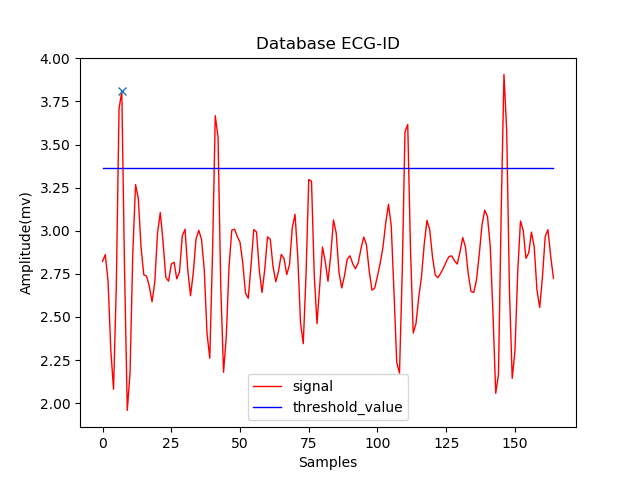 Database ECG-ID
Amplitude(mv)
4.00
3.75
3.50
3.25
3.00
2.75
2.50
2.25
2.00
signal
threshold_value
0 25 50 75 100 125 150
Samples